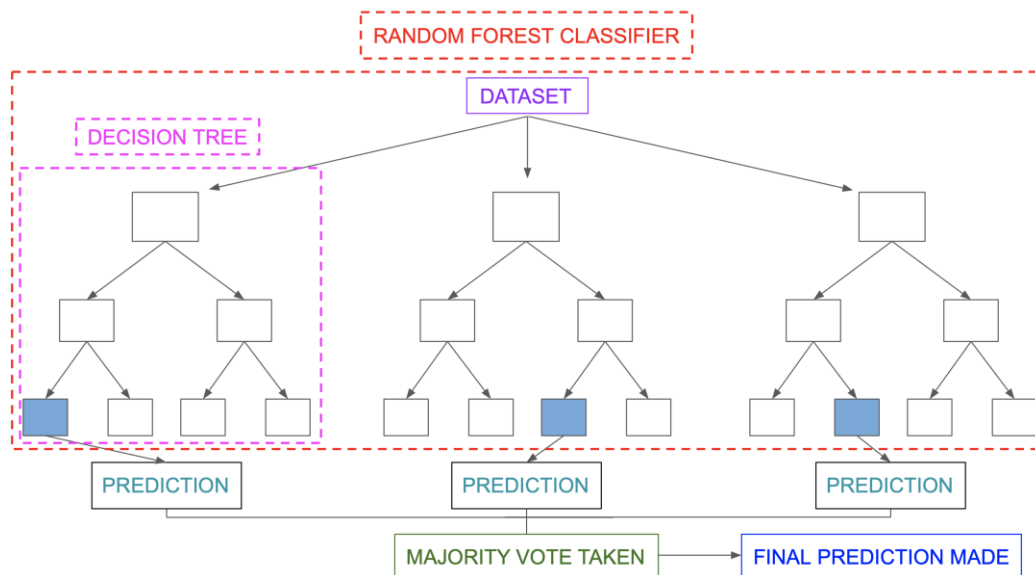 RANDOM FOREST CLASSIFIER
DATASET
DECISION TREE
PREDICTION
PREDICTION
PREDICTION
MAJORITY VOTE TAKEN
FINAL PREDICTION MADE